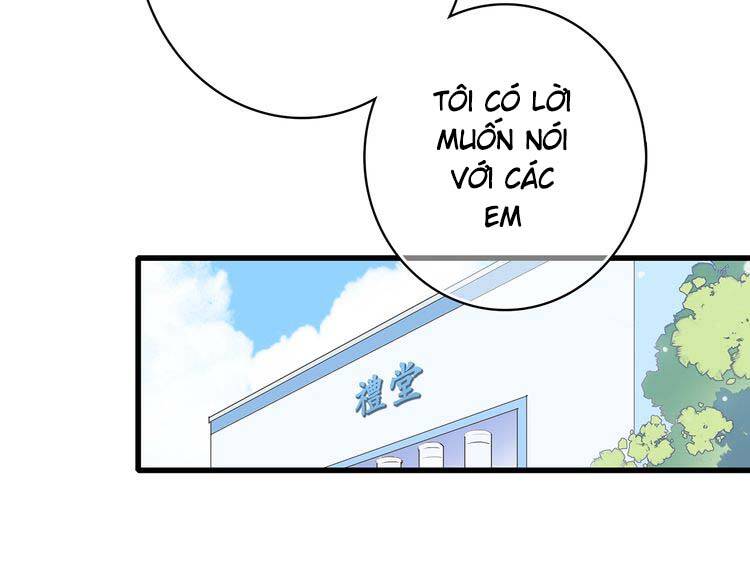 TÔI CÓ LỜI
MUỐN NÓI
VỚI CÁC
EM
禮堂